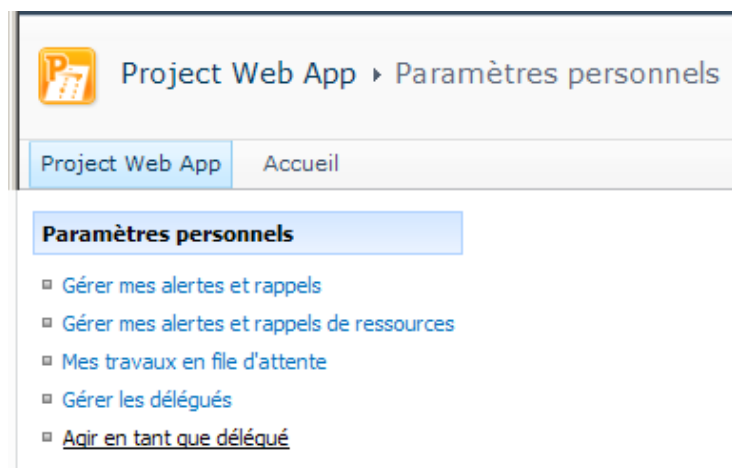 Project Web App ▸ Paramètres personnels
Project Web App Accueil
Paramètres personnels
Gérer mes alertes et rappels
Gérer mes alertes et rappels de ressources
Mes travaux en file d'attente
Gérer les délégués
Agir en tant que délégué